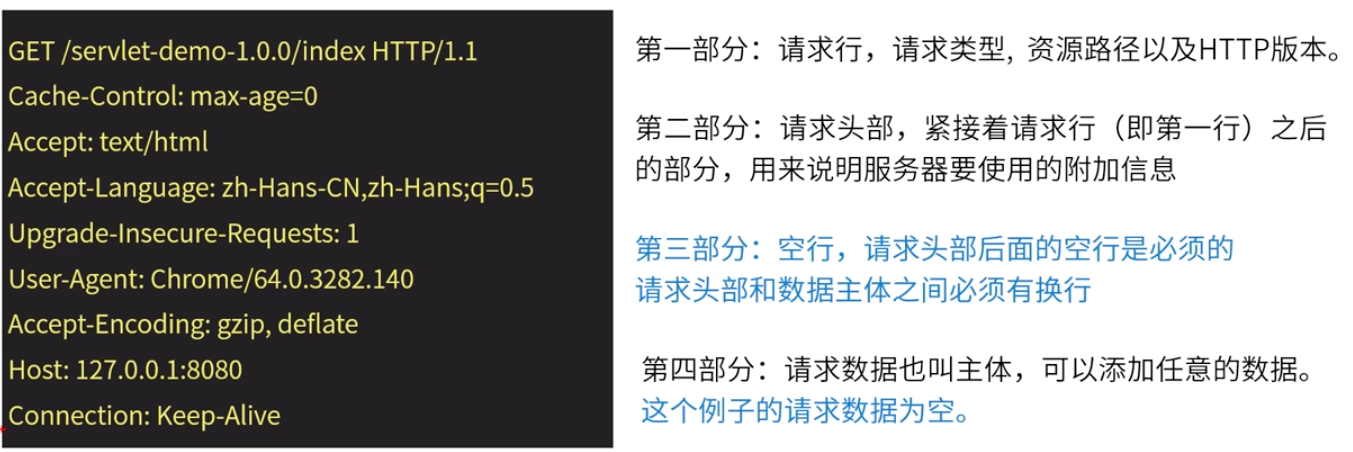 GET /servlet-demo-1.0.0/index HTTP/1.1
Cache-Control: max-age=0
Accept: text/html
Accept-Language: zh-Hans-CN,zh-Hans;q=0.5
Upgrade-Insecure-Requests: 1
User-Agent: Chrome/64.0.3282.140
Accept-Encoding: gzip, deflate
Host: 127.0.0.1:8080
Connection: Keep-Alive
第一部分：请求行，请求类型, 资源路径以及HTTP版本。
第二部分：请求头部，紧接着请求行（即第一行）之后
的部分，用来说明服务器要使用的附加信息
第三部分：空行，请求头部后面的空行是必须的
请求头部和数据主体之间必须有换行
第四部分：请求数据也叫主体，可以添加任意的数据。
这个例子的请求数据为空。